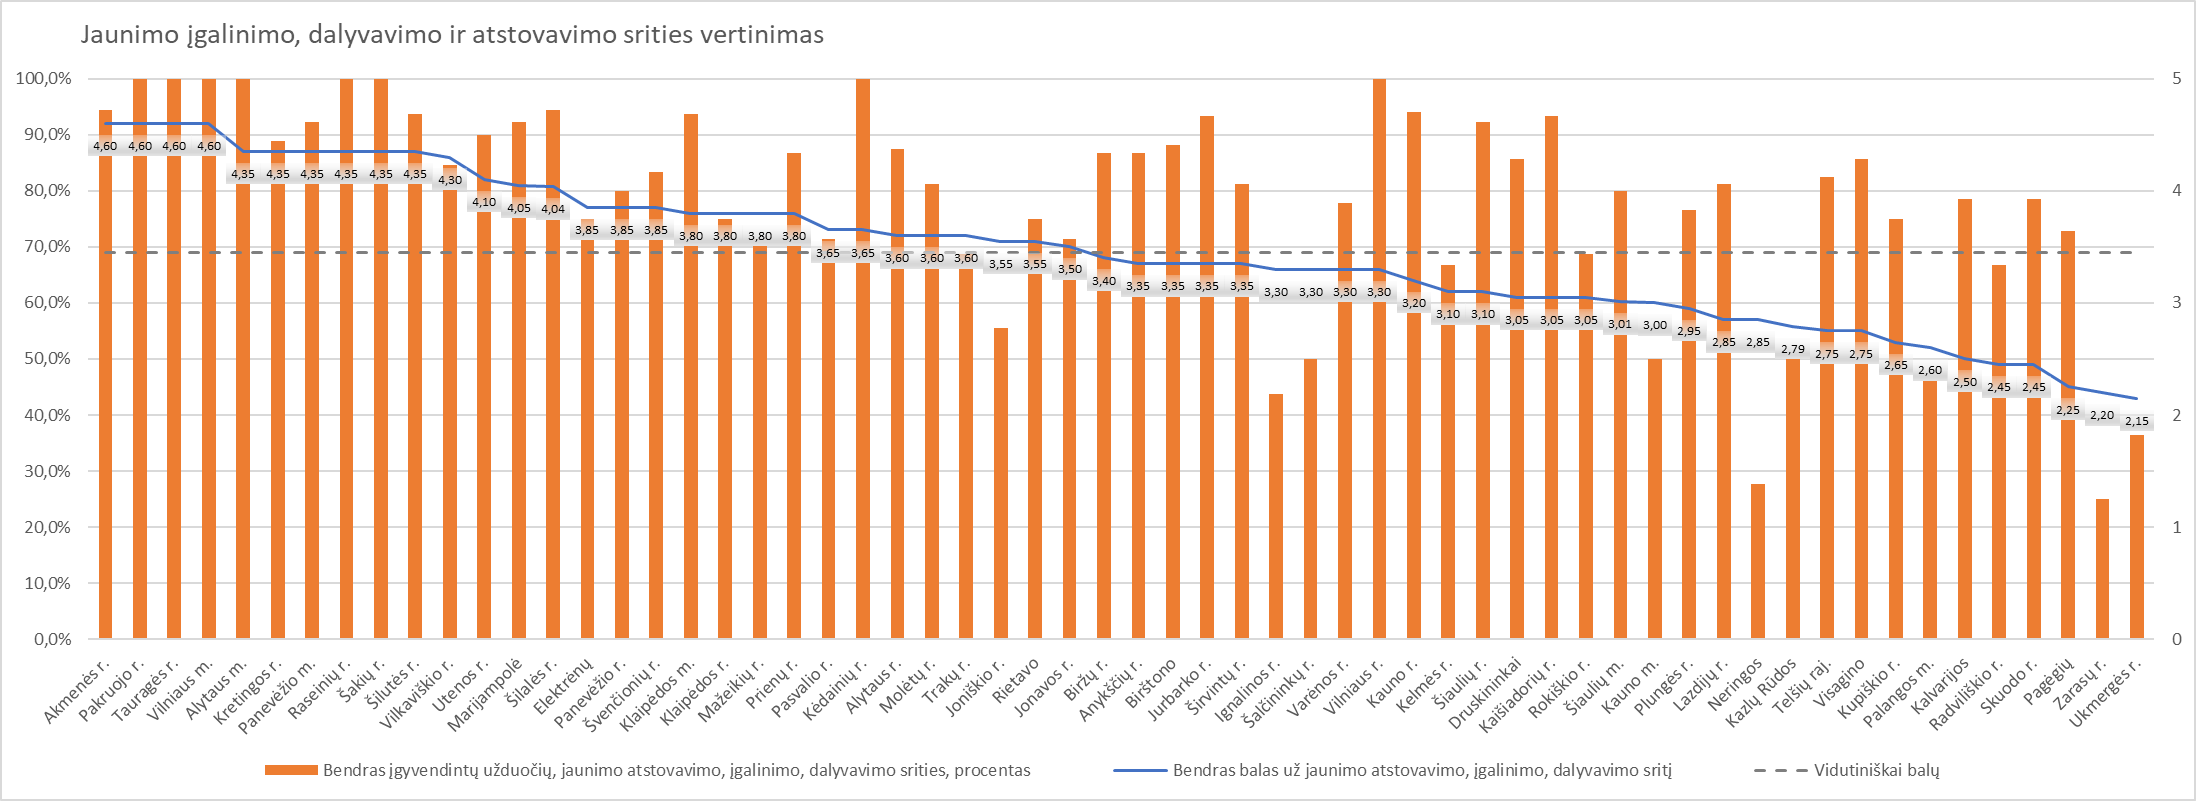 Jaunimo įgalinimo, dalyvavimo ir atstovavimo srities vertinimas
100,0%
90,0%
80,0%
70,0%
60,0%
50,0%
40,0%
30,0%
20,0%
10,0%
0,0%
5
4
3
2
1
0
4,60 4,60 4,60 4,60 4,35 4,35 4,35 4,35 4,35 4,35 4,30 4,10 4,05 4,04 3,85 3,85 3,85 3,80 3,80 3,80 3,80 3,65 3,65 3,60 3,60 3,60 3,55 3,55 3,50 3,40 3,35 3,35 3,35 3,35 3,30 3,30 3,30 3,30 3,20 3,10 3,10 3,05 3,05 3,05 3,01 3,00 2,95 2,85 2,85 2,79 2,75 2,75 2,65 2,60 2,50 2,45 2,45 2,25 2,20 2,15
Akmenės r.
Pakruojo r.
Tauragės r.
Vilniaus m.
Alytaus m.
Kretingos r.
Panevėžio m.
Raseinių r.
Šakių r.
Šilutės r.
Vilkaviškio r.
Utenos r.
Marijampolė
Šilalės r.
Elektrėnų
Panevėžio r.
Švenčionių r.
Klaipėdos m.
Klaipėdos r.
Mažeikių r.
Prienų r.
Pasvalio r.
Kėdanių r.
Alytaus r.
Molėtų r.
Trakų r.
Joniškio r.
Rietavo
Jonavos r.
Biržų r.
Anykščių r.
Birštono
Jurbarko r.
Širvintų r.
Ignalinos r.
Šalčininkų r.
Varėnos r.
Vilniaus r.
Kauno r.
Kelmės r.
Šiaulių r.
Druskininkai
Kaišiadorių r.
Rokiškio r.
Šiaulių m.
Kauno m.
Plungės r.
Lazdijų r.
Neringos
Kazlų Rūdos
Telšių raj.
Visagino
Kupiškio r.
Palangos m.
Kalvarijos
Radviliškio r.
Skuodo r.
Pagėgių
Zarasų r.
Ukmergės r.
Bendras įgyvendintų užduočių, jaunimo atstovavimo, įgalinimo, dalyvavimo srities, procentas
Bendras balas už jaunimo atstovavimo, įgalinimo, dalyvavimo sritį
Vidutiniškai balų